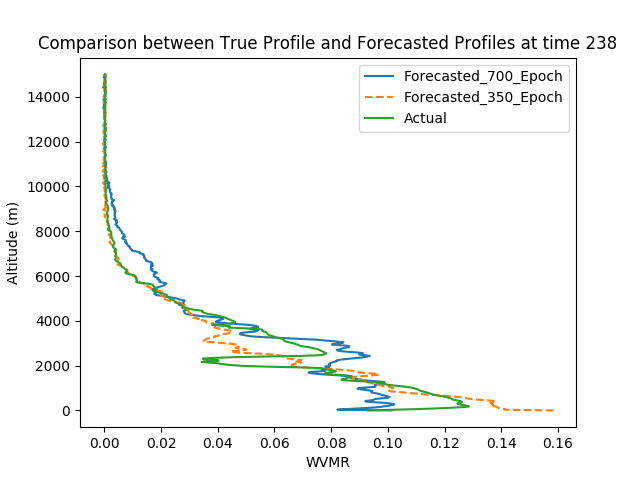 Comparison between True Profile and Forecasted Profiles at time 238
Forecasted_700_Epoch
Forecasted_350_Epoch
Actual
14000
12000
10000
8000
6000
4000
2000
0
Altitude (m)
0.00 0.02 0.04 0.06 0.08 0.10 0.12 0.14 0.16
WVMR